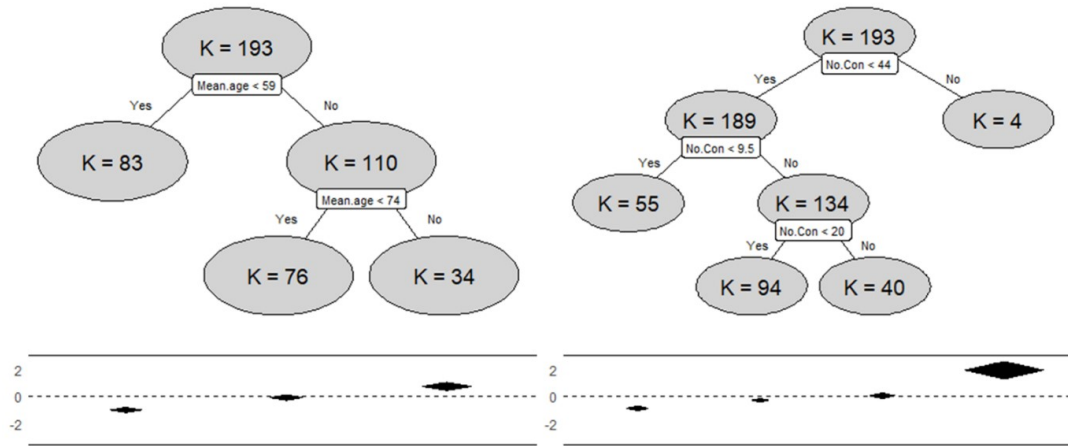 K = 193
Mean.age < 59
Yes
No
K = 83
K = 110
Mean.age < 74
Yes
No
K = 76
K = 34
2
0
-2
K = 193
No.Con < 44
Yes
No
K = 189
K = 4
No.Con < 9.5
Yes
No
K = 55
K = 134
No.Con < 20
Yes
No
K = 94
K = 40
2
0
-2